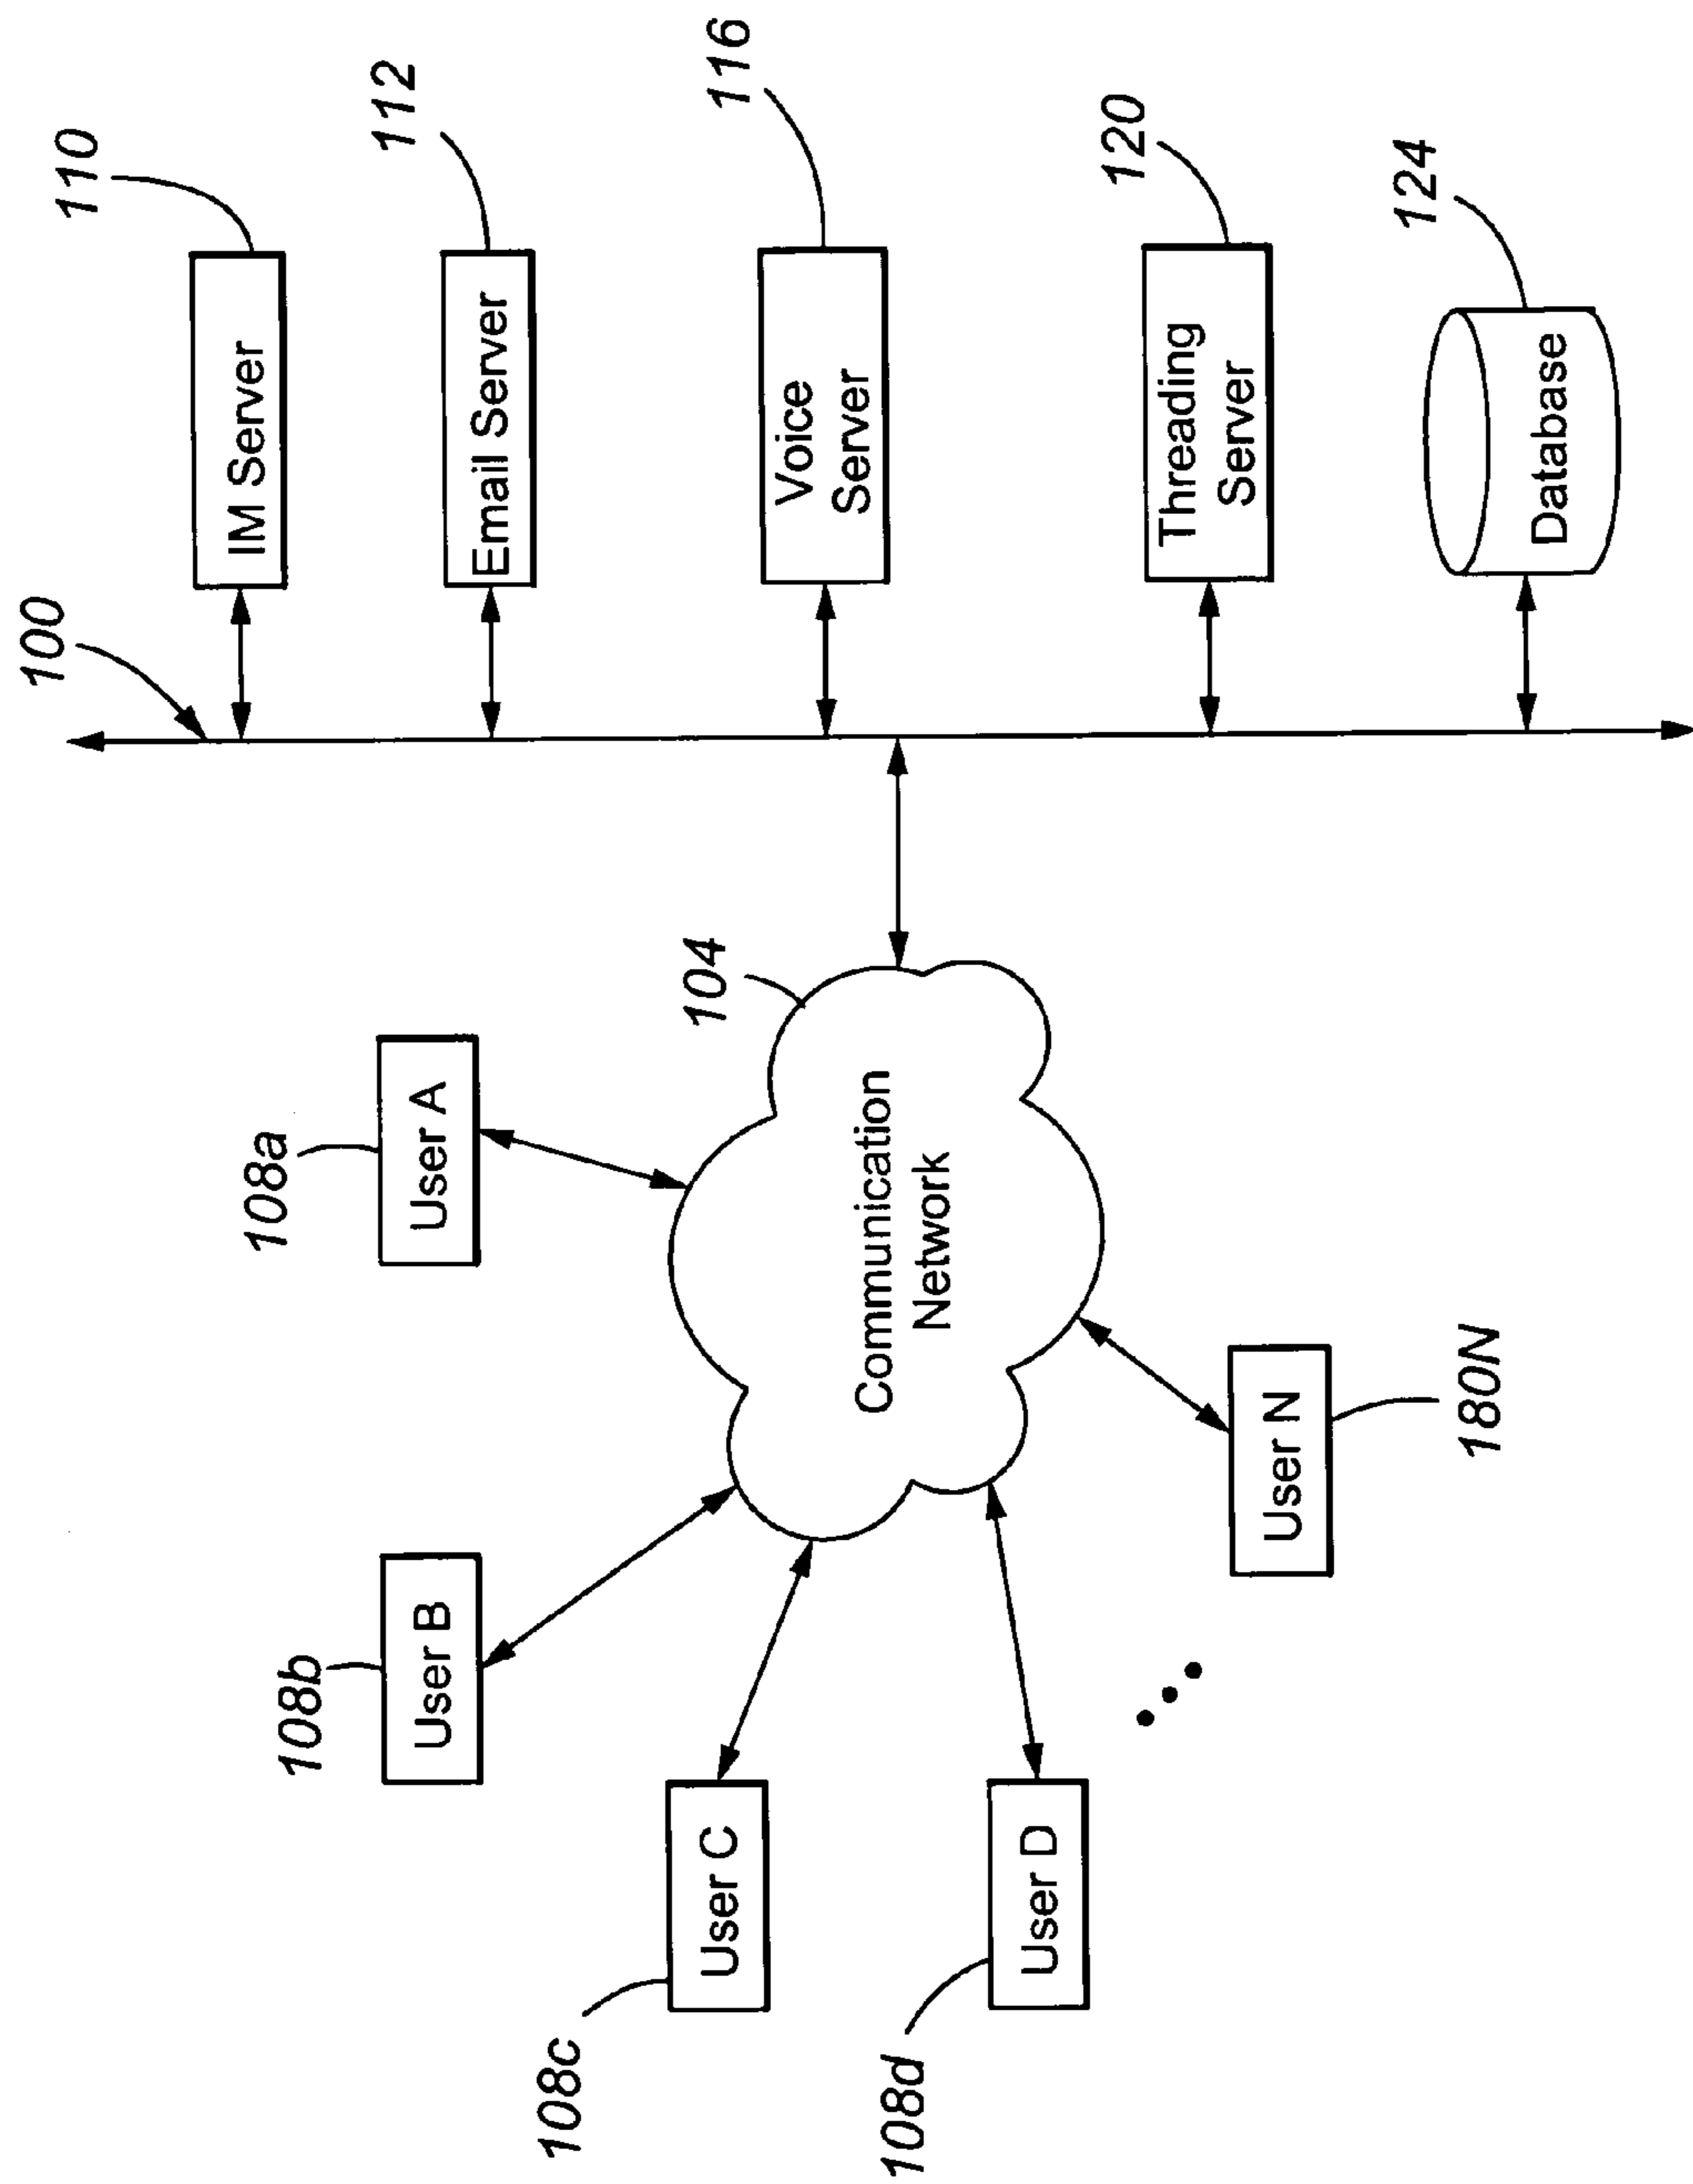 100
110
IM Server
112
Email Server
116
Voice
Server
120
Threading
Server
124
Database
104
Communication
Network
108a
User A
108b
User B
108c
User C
108d
User D
180N
User N